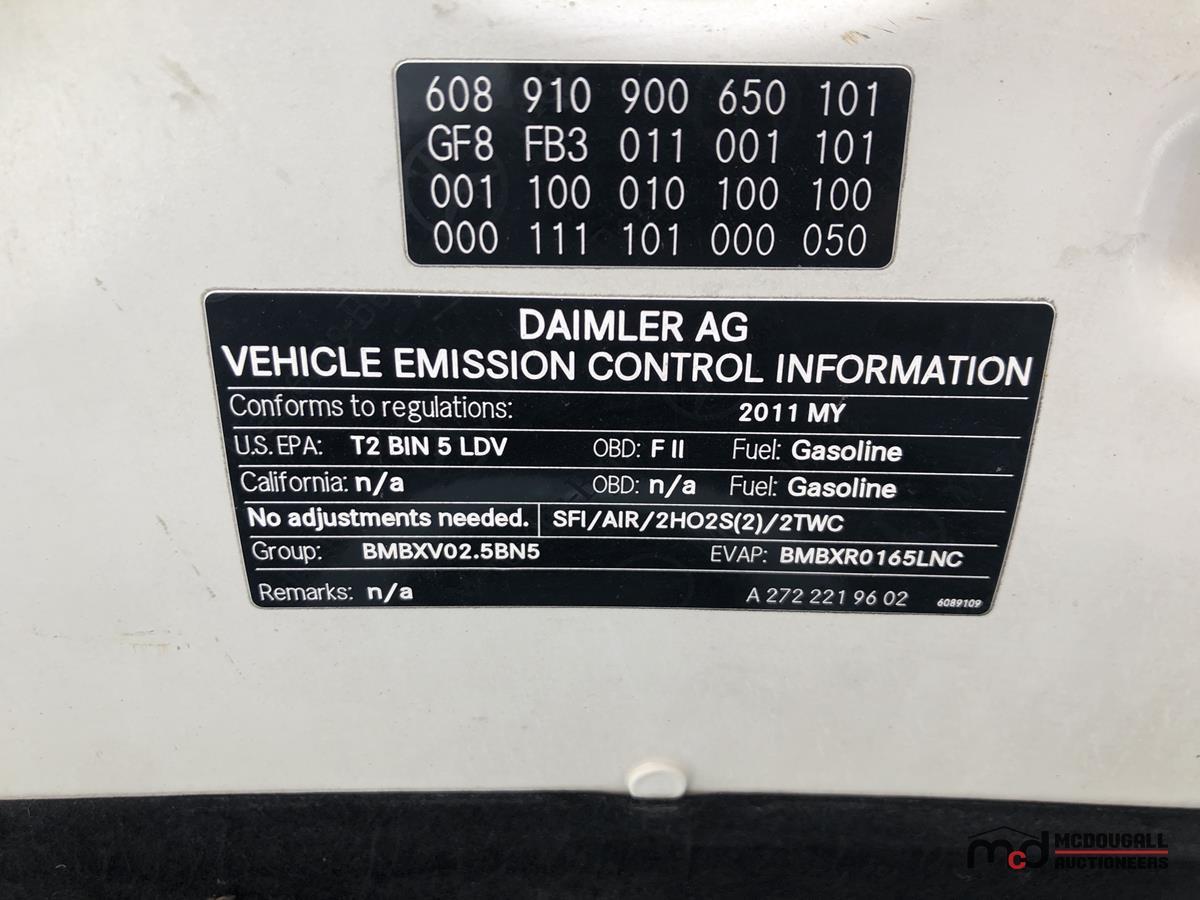 608 910 900 650 101
GF8 FB3 011 001 101
001 100 010 100 100
000 111 101 000 050
DAIMLER AG
VEHICLE EMISSION CONTROL INFORMATION
Conforms to regulations: 2011 MY
U.S. EPA: T2 BIN 5 LDV OBD: F II Fuel: Gasoline
California: n/a OBD: n/a Fuel: Gasoline
No adjustments needed. SFI/AIR/2HO2S(2)/2TWC
Group: BMBXV02.5BN5 EVAP: BMBXR0165LNC
Remarks: n/a A 272 221 96 02 6089109
mcd MCDOUGALL
AUCTIONEERS